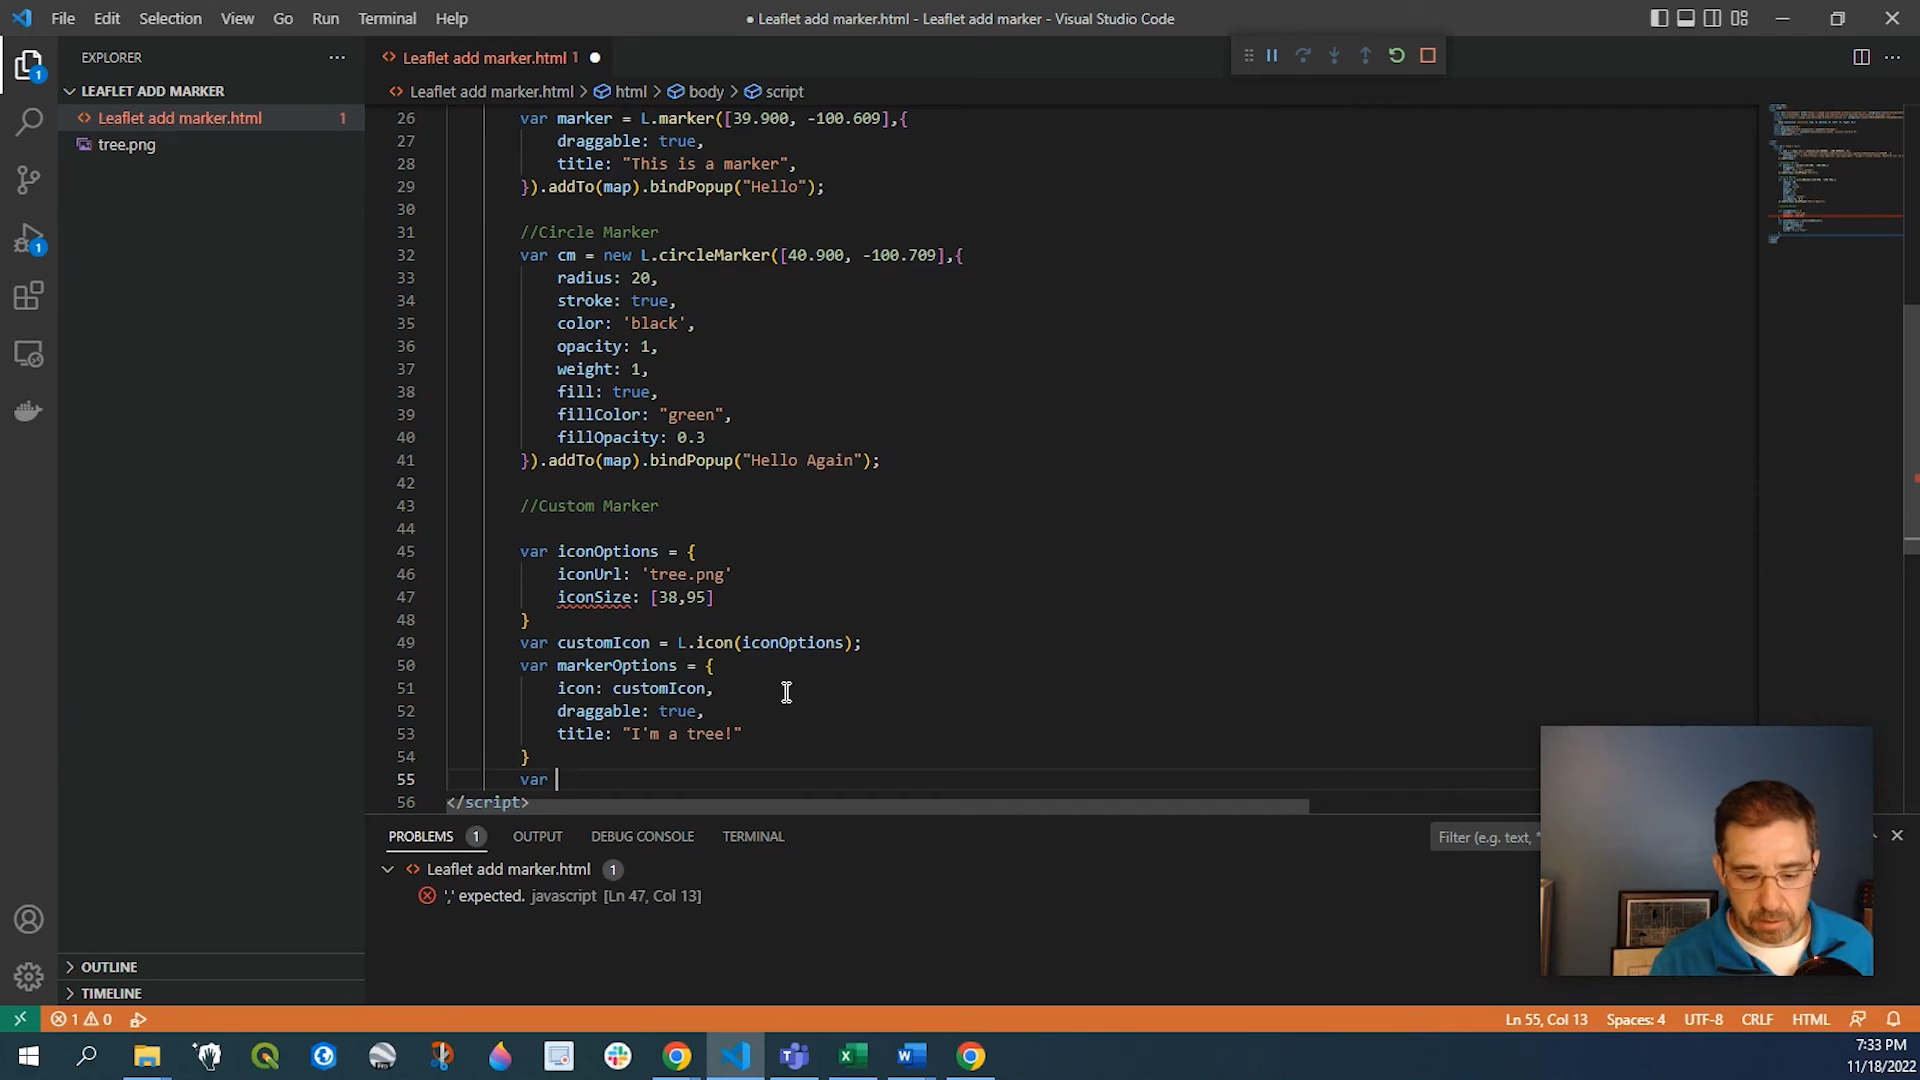 File Edit Selection View Go Run Terminal Help
● Leaflet add marker.html - Leaflet add marker - Visual Studio Code
EXPLORER
LEAFLET ADD MARKER
Leaflet add marker.html 1
tree.png
OUTLINE
TIMELINE
1
1
Leaflet add marker.html 1 ●
Leaflet add marker.html > html > body > script
26 var marker = L.marker([39.900, -100.609],{
27 draggable: true,
28 title: "This is a marker",
29 }).addTo(map).bindPopup("Hello");
30
31 //Circle Marker
32 var cm = new L.circleMarker([40.900, -100.709],{
33 radius: 20,
34 stroke: true,
35 color: 'black',
36 opacity: 1,
37 weight: 1,
38 fill: true,
39 fillColor: "green",
40 fillOpacity: 0.3
41 }).addTo(map).bindPopup("Hello Again");
42
43 //Custom Marker
44
45 var iconOptions = {
46 iconUrl: 'tree.png'
47 iconSize: [38,95]
48 }
49 var customIcon = L.icon(iconOptions);
50 var markerOptions = {
51 icon: customIcon,
52 draggable: true,
53 title: "I'm a tree!"
54 }
55 var
56 </script>
PROBLEMS 1 OUTPUT DEBUG CONSOLE TERMINAL
Filter (e.g. text, *
Leaflet add marker.html 1
',' expected. javascript [Ln 47, Col 13]
1 0
Ln 55, Col 13 Spaces: 4 UTF-8 CRLF HTML
7:33 PM
11/18/2022